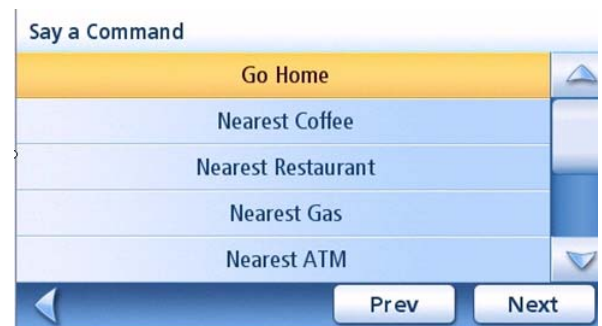 Say a Command
Go Home
Nearest Coffee
Nearest Restaurant
Nearest Gas
Nearest ATM
Prev Next